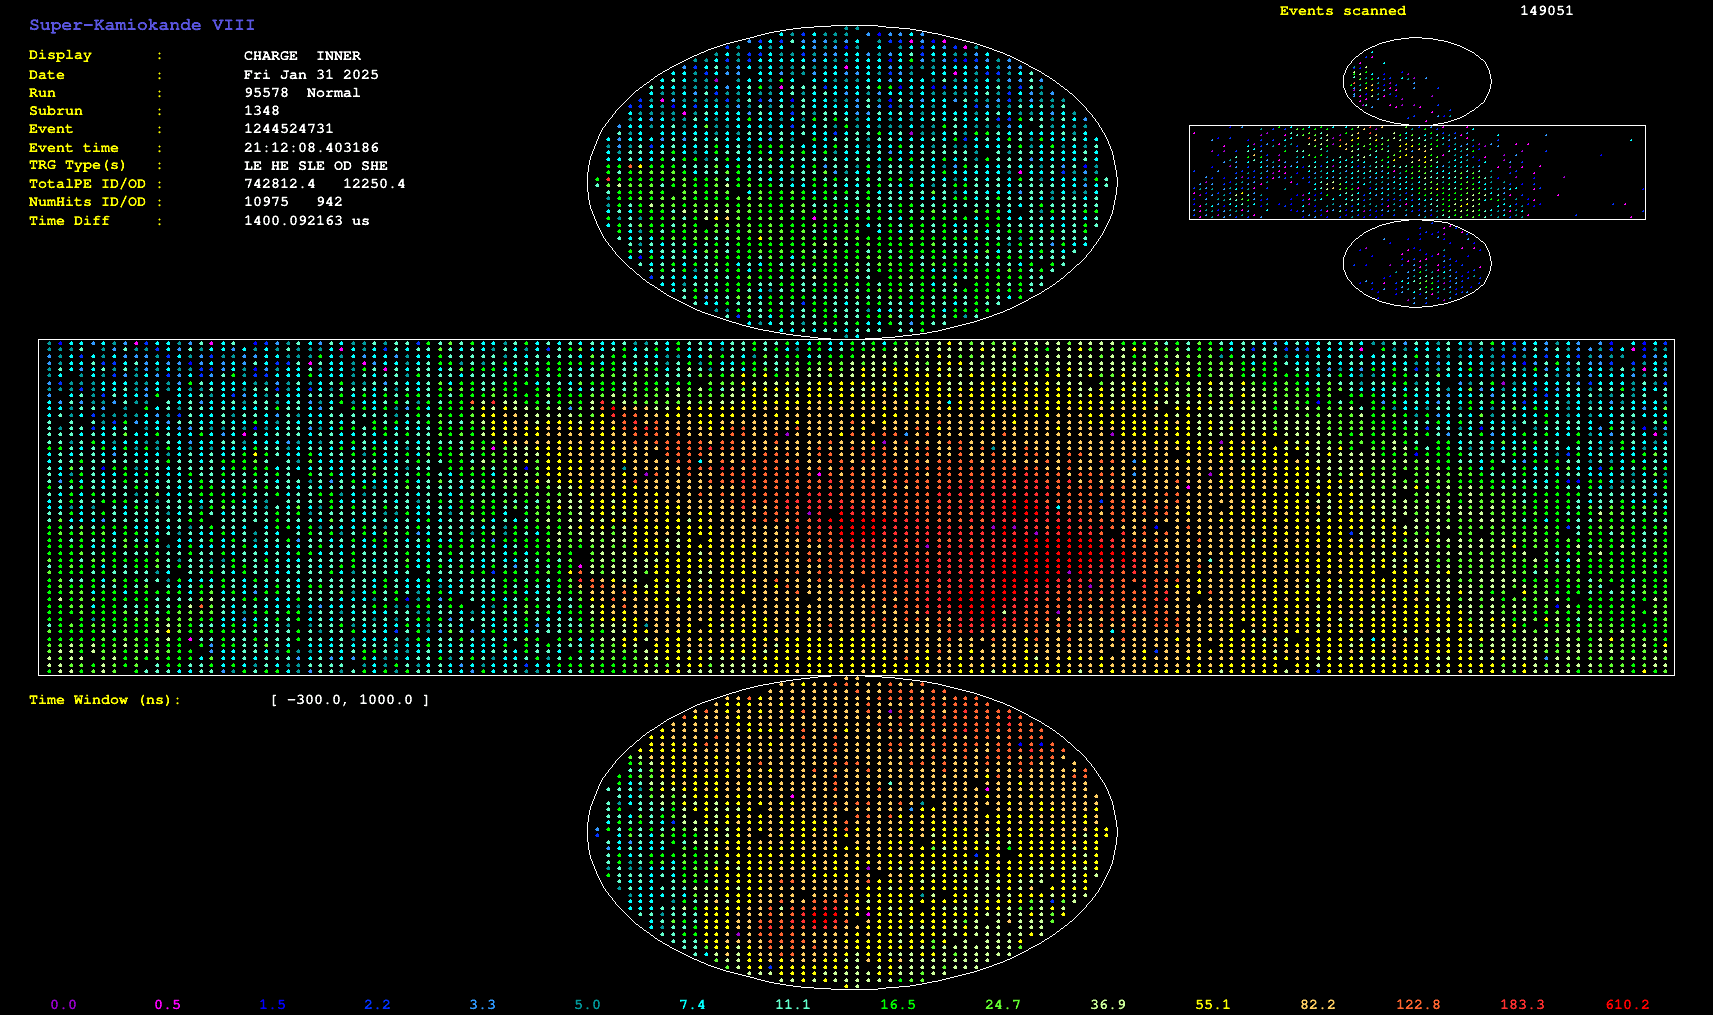 Super-Kamiokande VIII
Events scanned 149051
Display : CHARGE INNER
Date : Fri Jan 31 2025
Run : 95578 Normal
Subrun : 1348
Event : 1244524731
Event time : 21:12:08.403186
TRG Type(s) : LE HE SLE OD SHE
TotalPE ID/OD : 742812.4 12250.4
NumHits ID/OD : 10975 942
Time Diff : 1400.092163 us
Time Window (ns): [ -300.0, 1000.0 ]
0.0 0.5 1.5 2.2 3.3 5.0 7.4 11.1 16.5 24.7 36.9 55.1 82.2 122.8 183.3 610.2